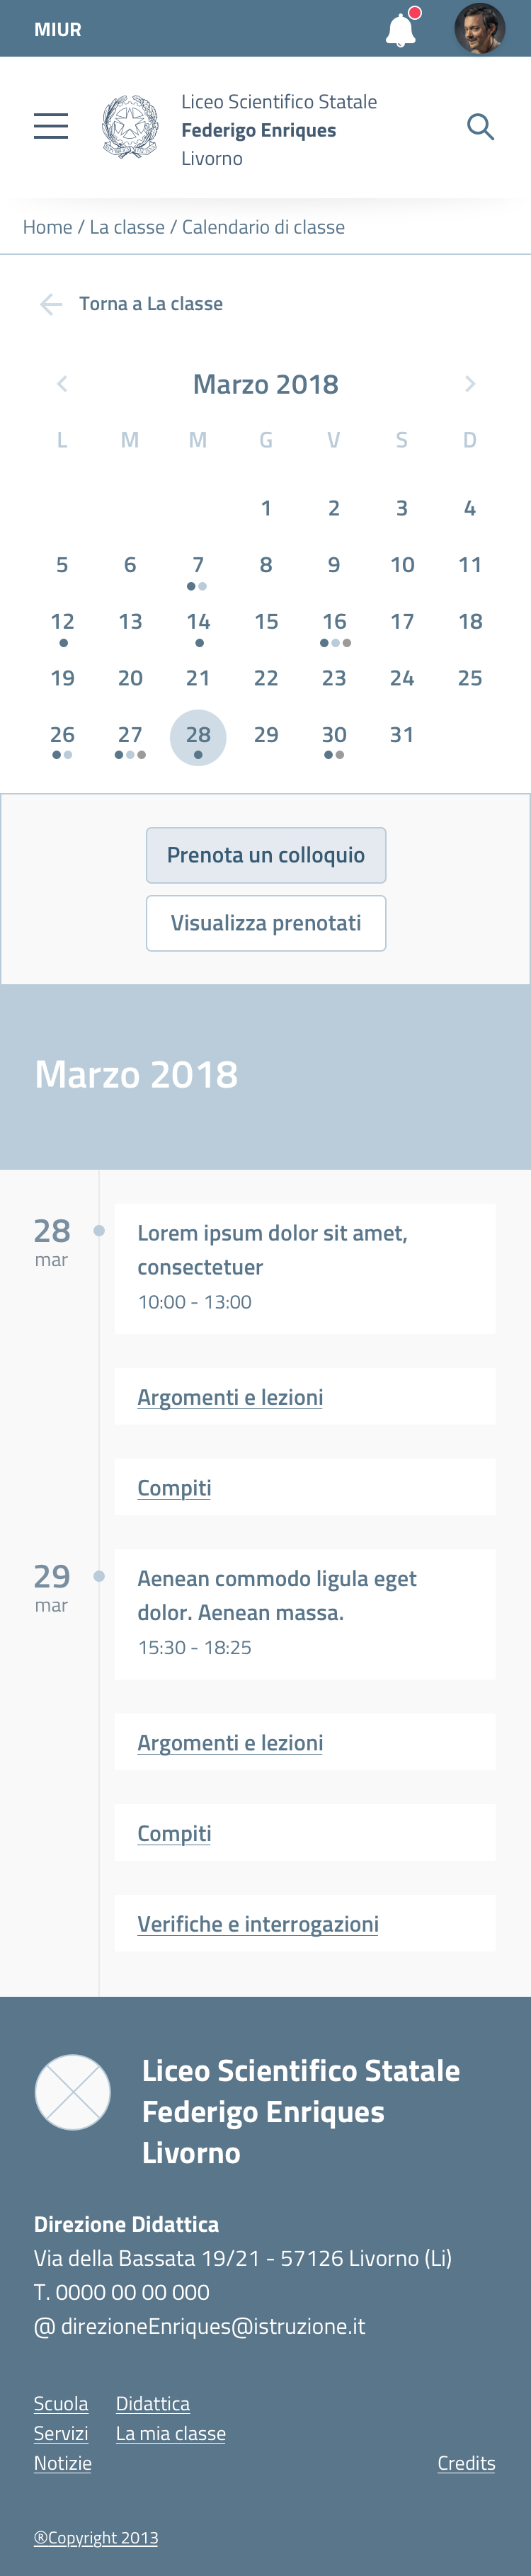 MIUR
Liceo Scientifico Statale
Federigo Enriques
Livorno
Home / La classe / Calendario di classe
Torna a La classe
Marzo 2018
L M M G V S D
1 2 3 4
5 6 7 8 9 10 11
12 13 14 15 16 17 18
19 20 21 22 23 24 25
26 27 28 29 30 31
Prenota un colloquio
Visualizza prenotati
Marzo 2018
28
mar
Lorem ipsum dolor sit amet,
consectetuer
10:00 - 13:00
Argomenti e lezioni
Compiti
29
mar
Aenean commodo ligula eget
dolor. Aenean massa.
15:30 - 18:25
Argomenti e lezioni
Compiti
Verifiche e interrogazioni
Liceo Scientifico Statale
Federigo Enriques
Livorno
Direzione Didattica
Via della Bassata 19/21 - 57126 Livorno (Li)
T. 0000 00 00 000
@ direzioneEnriques@istruzione.it
Scuola Didattica
Servizi La mia classe
Notizie Credits
®Copyright 2013